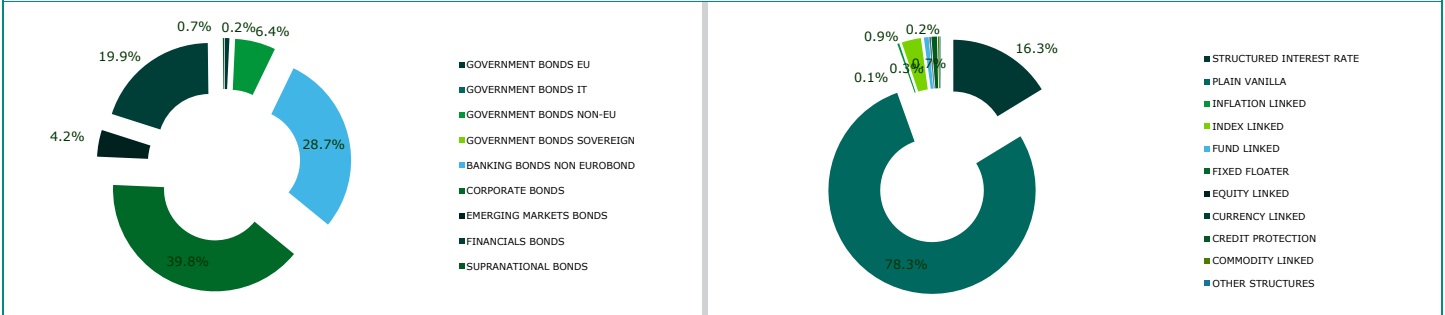 0.7%
0.2%
6.4%
19.9%
4.2%
28.7%
39.8%
GOVERNMENT BONDS EU
GOVERNMENT BONDS IT
GOVERNMENT BONDS NON-EU
GOVERNMENT BONDS SOVEREIGN
BANKING BONDS NON EUROBOND
CORPORATE BONDS
EMERGING MARKETS BONDS
FINANCIALS BONDS
SUPRANATIONAL BONDS
0.9%
0.2%
16.3%
0.1%
0.3%
0.7%
78.3%
STRUCTURED INTEREST RATE
PLAIN VANILLA
INFLATION LINKED
INDEX LINKED
FUND LINKED
FIXED FLOATER
EQUITY LINKED
CURRENCY LINKED
CREDIT PROTECTION
COMMODITY LINKED
OTHER STRUCTURES